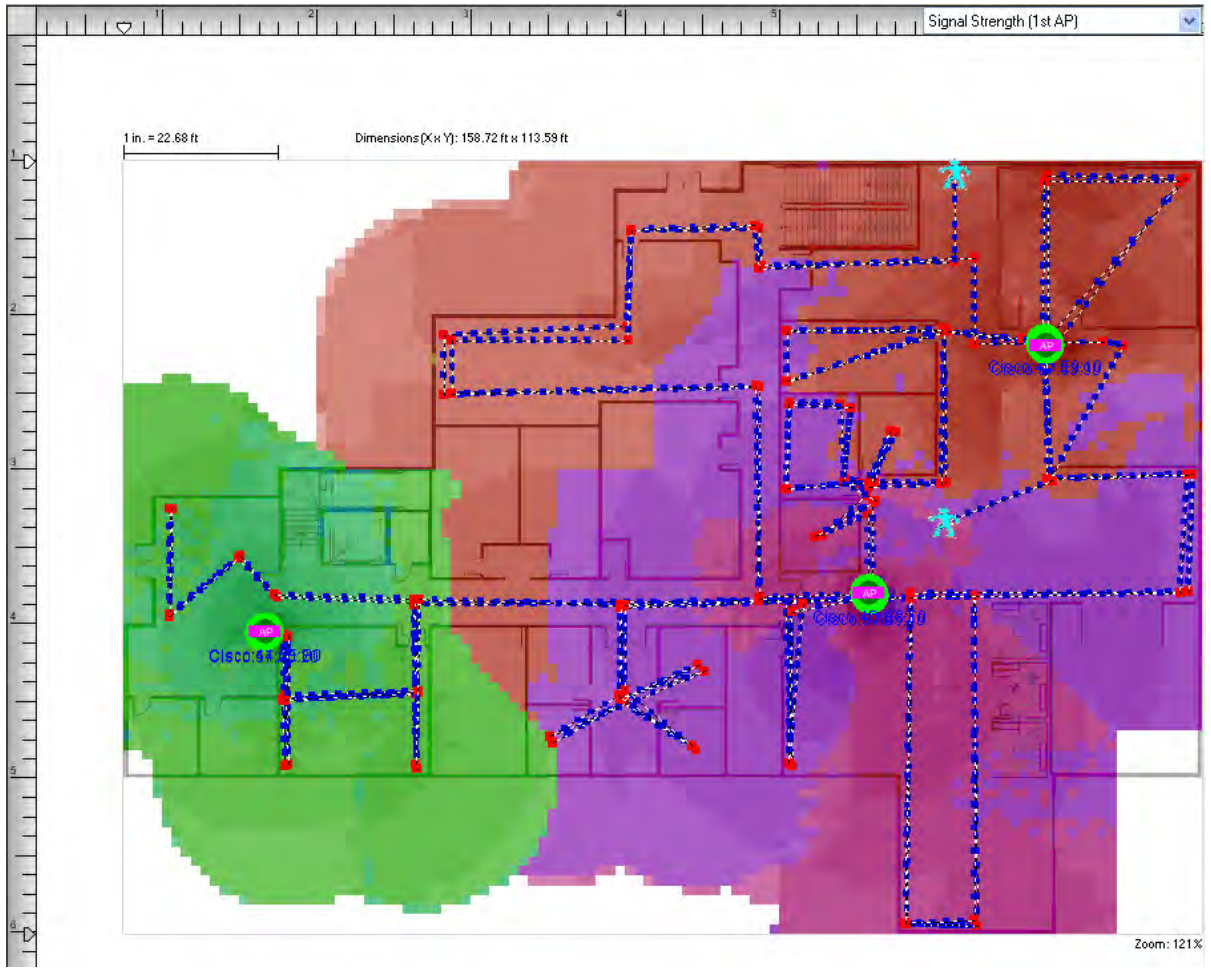 Signal Strength (1st AP)
1 2 3 4 5
1 in. = 22.68 ft
Dimensions (X x Y): 158.72 ft x 113.59 ft
1
2
AP
3
AP
4
AP
5
6
Zoom: 121%